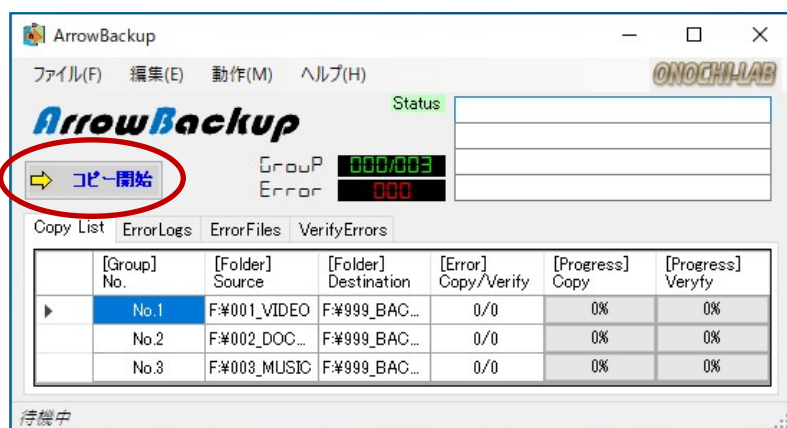 ArrowBackup
ファイル(F) 編集(E) 動作(M) ヘルプ(H) ONOCHI-LAB
ArrowBackup
Status
コピー開始
GrouP 000/003
Error 000
Copy List ErrorLogs ErrorFiles VerifyErrors
[Group] No. [Folder] Source [Folder] Destination [Error] Copy/Verify [Progress] Copy [Progress] Veryfy
No.1 F:¥001_VIDEO F:¥999_BAC... 0/0 0% 0%
No.2 F:¥002_DOC... F:¥999_BAC... 0/0 0% 0%
No.3 F:¥003_MUSIC F:¥999_BAC... 0/0 0% 0%
待機中